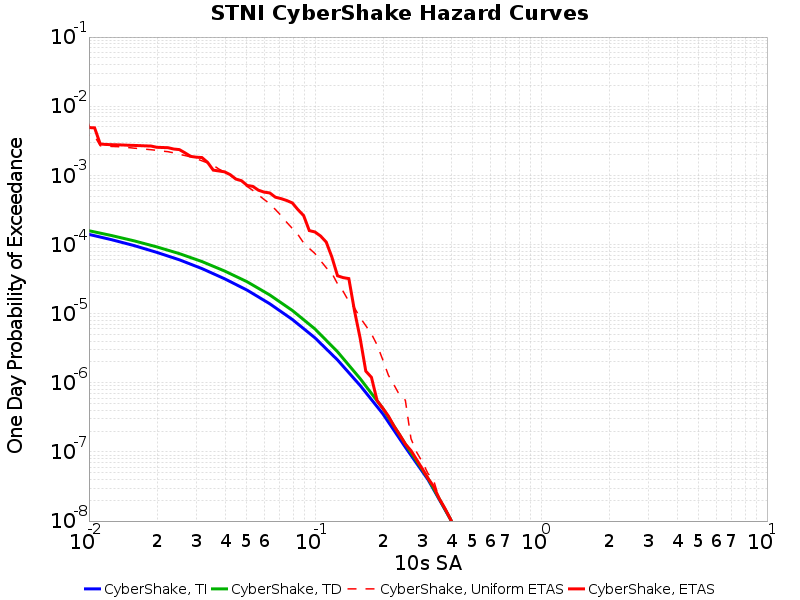 STNI CyberShake Hazard Curves
One Day Probability of Exceedance
10^-1
10^-2
10^-3
10^-4
10^-5
10^-6
10^-7
10^-8
10^-2 2 3 4 5 6 10^-1 2 3 4 5 6 7 10^0 2 3 4 5 6 7 10^1
10s SA
CyberShake, TI CyberShake, TD CyberShake, Uniform ETAS CyberShake, ETAS